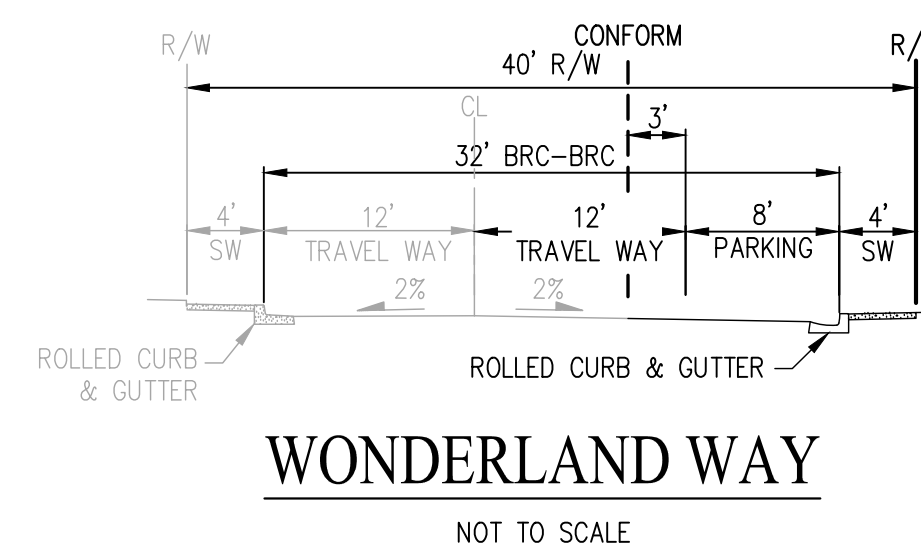 R/W
CONFORM
R/
40' R/W
CL
3'
32' BRC-BRC
4'
SW
12'
TRAVEL WAY
12'
TRAVEL WAY
8'
PARKING
4'
SW
2%
2%
ROLLED CURB
& GUTTER
ROLLED CURB & GUTTER
WONDERLAND WAY
NOT TO SCALE